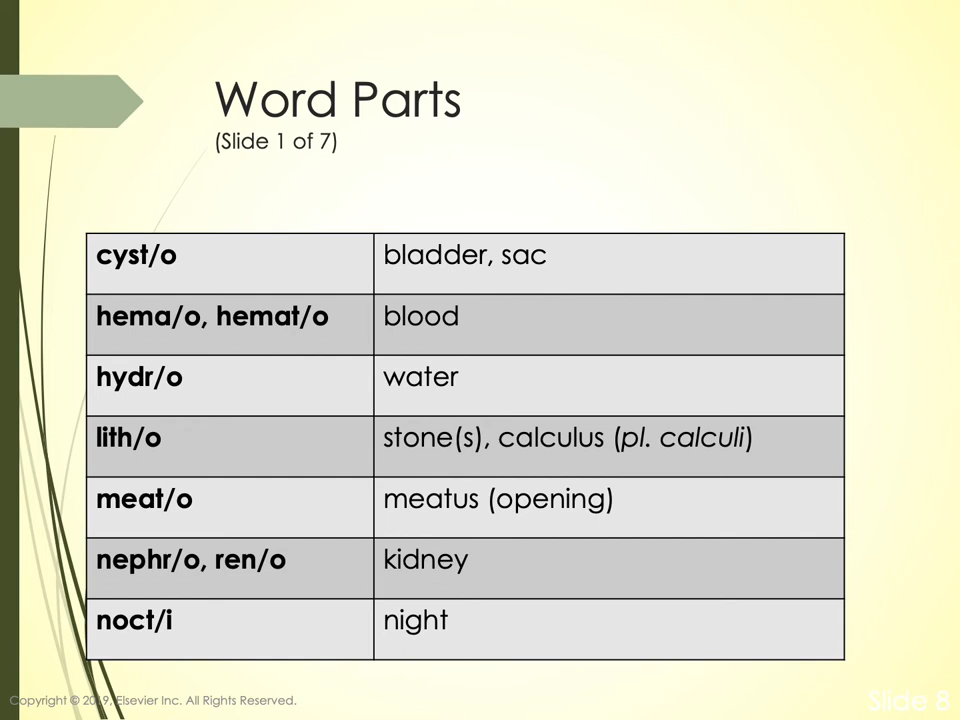 Word Parts
(Slide 1 of 7)
cyst/o bladder, sac
hema/o, hemat/o blood
hydr/o water
lith/o stone(s), calculus (pl. calculi)
meat/o meatus (opening)
nephr/o, ren/o kidney
noct/i night
Copyright © 2019, Elsevier Inc. All Rights Reserved.
Slide 8